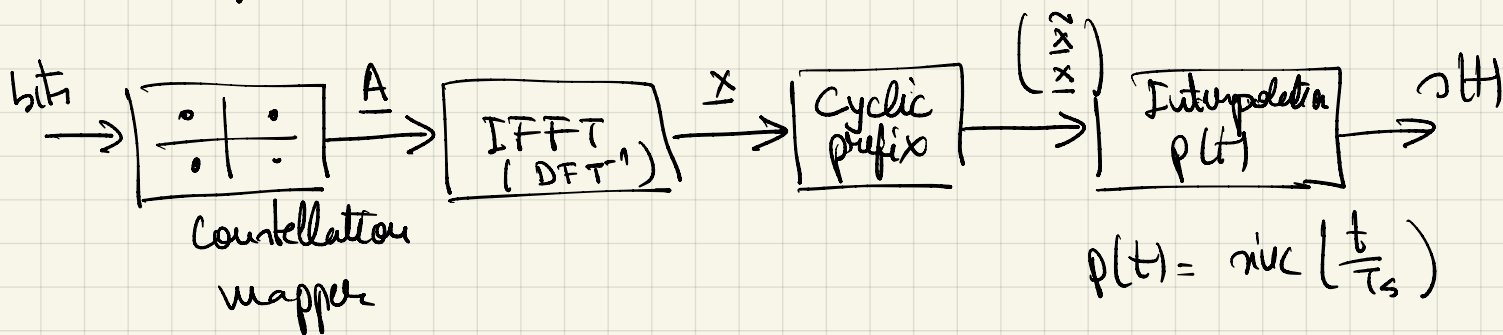 bits
A
IFFT
( DFT⁻¹ )
x
Cyclic
prefix
( x̃ x )
Interpolation
p(t)
s(t)
constellation
mapper
p(t) = sinc ( t / Ts )